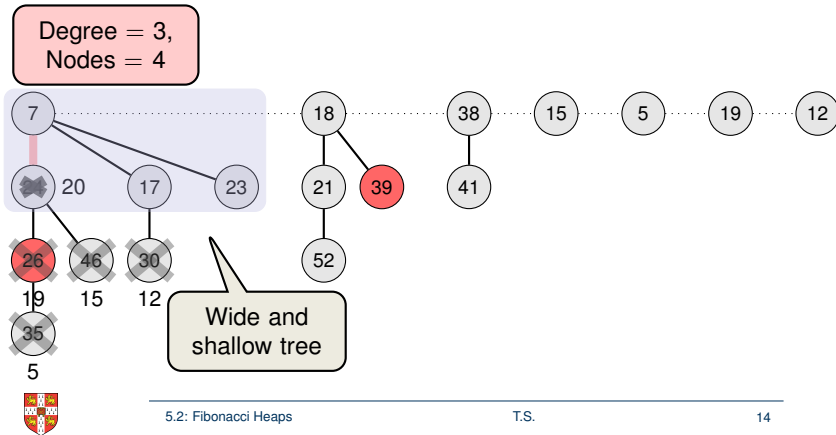 Degree = 3,
Nodes = 4
7 18 38 15 5 19 12
24 20 17 23 21 39 41
26 46 30 52
19 15 12
Wide and
shallow tree
35
5
5.2: Fibonacci Heaps T.S. 14